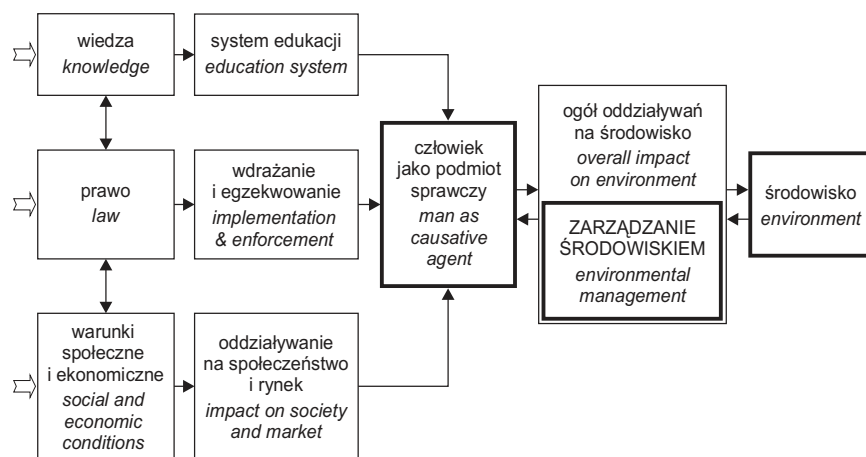 wiedza
knowledge
system edukacji
education system
prawo
law
wdrażanie
i egzekwowanie
implementation
& enforcement
warunki
społeczne
i ekonomiczne
social and
economic
conditions
oddziaływanie
na społeczeństwo
i rynek
impact on society
and market
człowiek
jako podmiot
sprawczy
man as
causative
agent
ogół oddziaływań
na środowisko
overall impact
on environment
ZARZĄDZANIE
ŚRODOWISKIEM
environmental
management
środowisko
environment